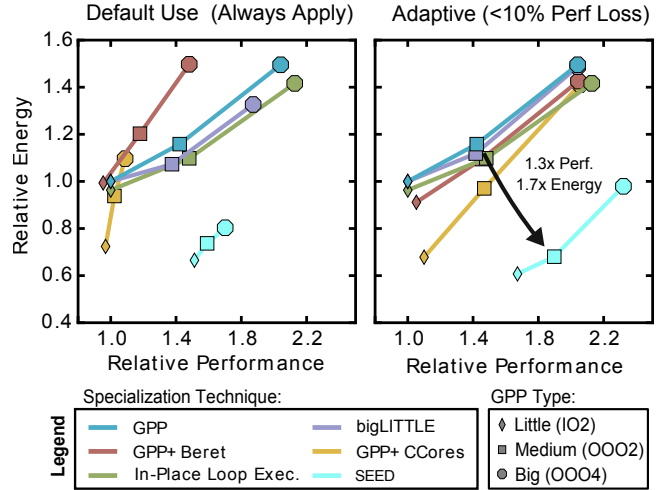 Default Use (Always Apply)
Adaptive (<10% Perf Loss)
Relative Energy
1.6
1.4
1.2
1.0
0.8
0.6
0.4
1.3x Perf.
1.7x Energy
1.0 1.4 1.8 2.2
1.0 1.4 1.8 2.2
Relative Performance
Relative Performance
Legend
Specialization Technique:
GPP
bigLITTLE
GPP+ Beret
GPP+ CCores
In-Place Loop Exec.
SEED
GPP Type:
Little (IO2)
Medium (OOO2)
Big (OOO4)